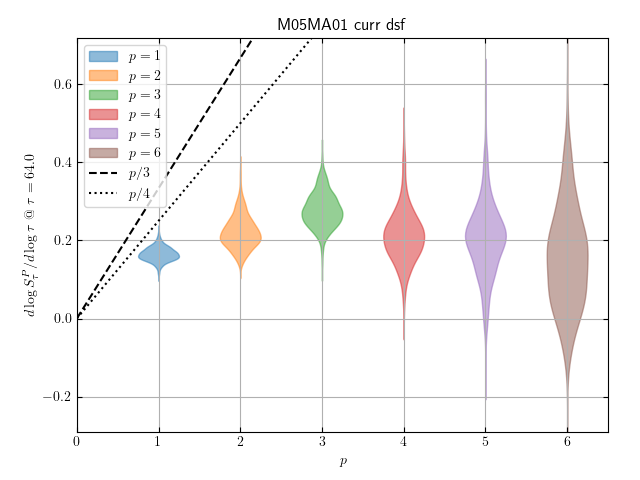 M05MA01 curr dsf
p = 1
p = 2
p = 3
p = 4
p = 5
p = 6
p/3
p/4
0.6
0.4
0.2
0.0
−0.2
d log S_τ^P / d log τ @ τ = 64.0
0 1 2 3 4 5 6
p